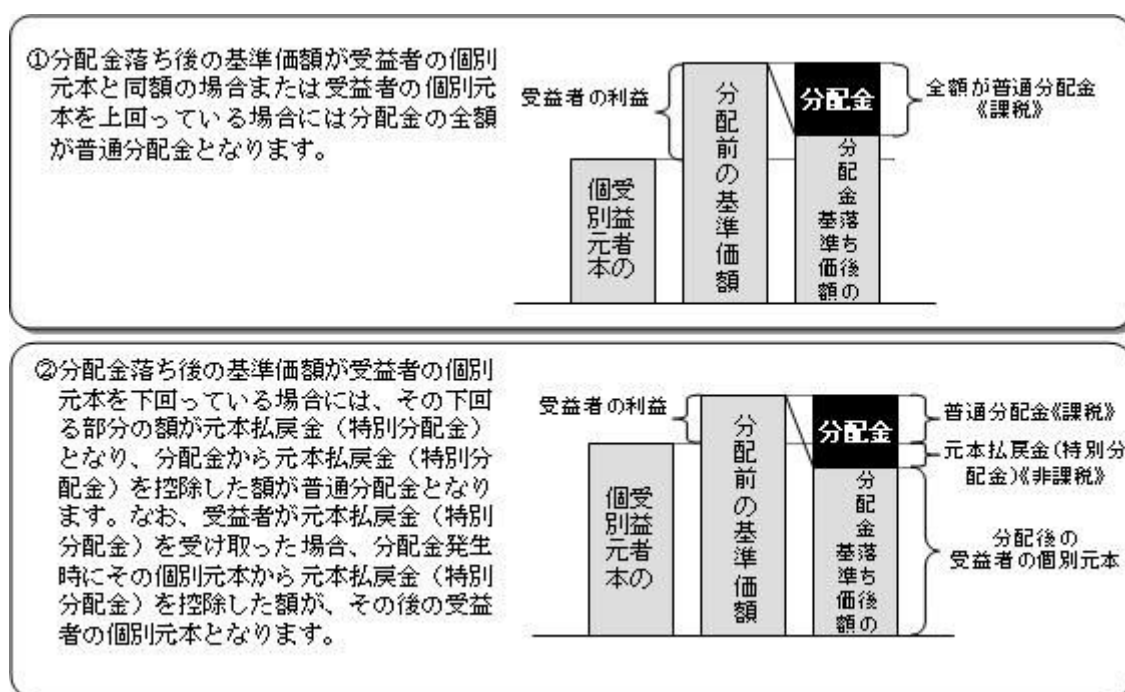 ①分配金落ち後の基準価額が受益者の個別
元本と同額の場合または受益者の個別元
本を上回っている場合には分配金の全額
が普通分配金となります。
受益者の利益
受益者の
個別元本
分配前の基準価額
分配金
分配金落ち後の
基準価額
全額が普通分配金
《課税》
②分配金落ち後の基準価額が受益者の個別
元本を下回っている場合には、その下回
る部分の額が元本払戻金（特別分配金）
となり、分配金から元本払戻金（特別分
配金）を控除した額が普通分配金となり
ます。なお、受益者が元本払戻金（特別
分配金）を受け取った場合、分配金発生
時にその個別元本から元本払戻金（特別
分配金）を控除した額が、その後の受益
者の個別元本となります。
受益者の利益
受益者の
個別元本
分配前の基準価額
分配金
分配金落ち後の
基準価額
普通分配金《課税》
元本払戻金(特別分
配金)《非課税》
分配後の
受益者の個別元本